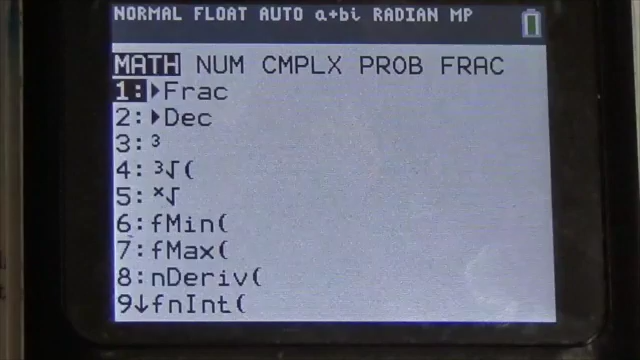 NORMAL FLOAT AUTO a+bi RADIAN MP
MATH NUM CMPLX PROB FRAC
1:▶Frac
2:▶Dec
3:³
4:³√(
5:ˣ√
6:fMin(
7:fMax(
8:nDeriv(
9↓fnInt(